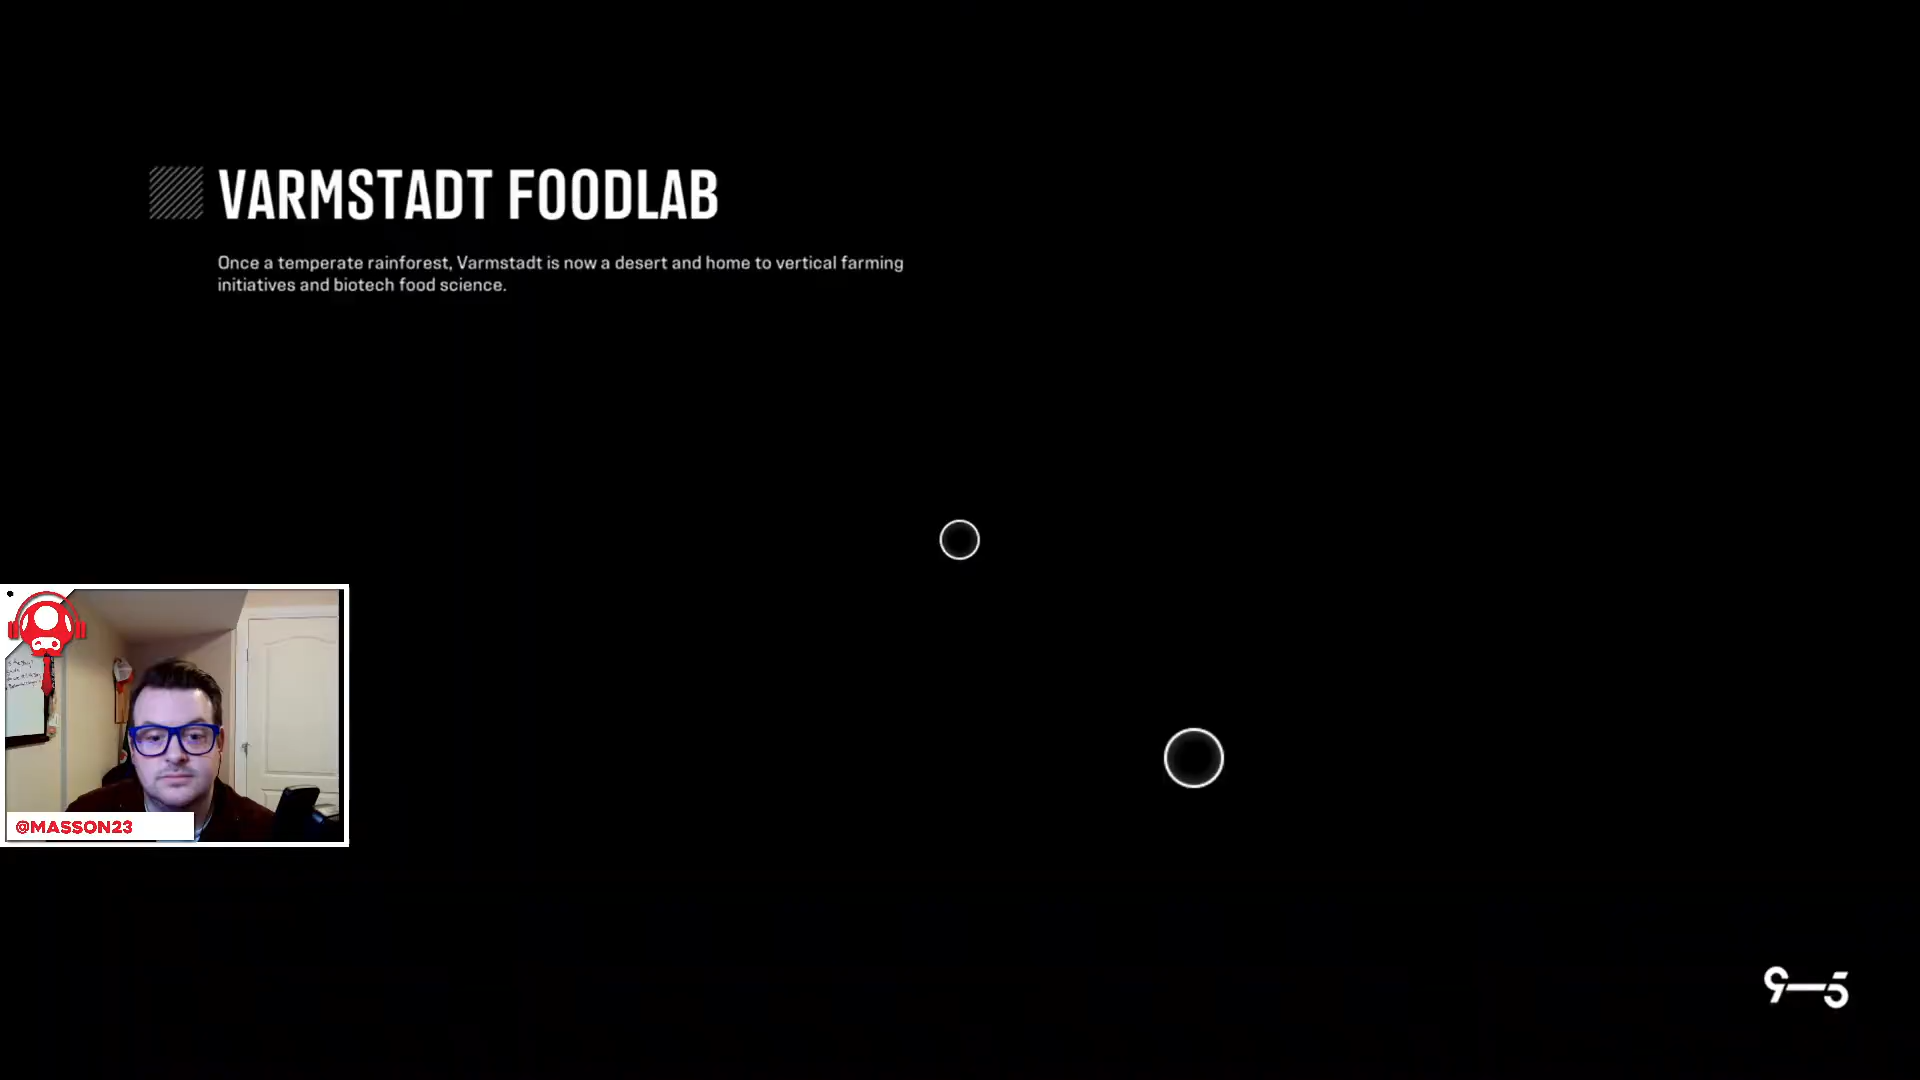 VARMSTADT FOODLAB
Once a temperate rainforest, Varmstadt is now a desert and home to vertical farming
initiatives and biotech food science.
@MASSON23
9—5